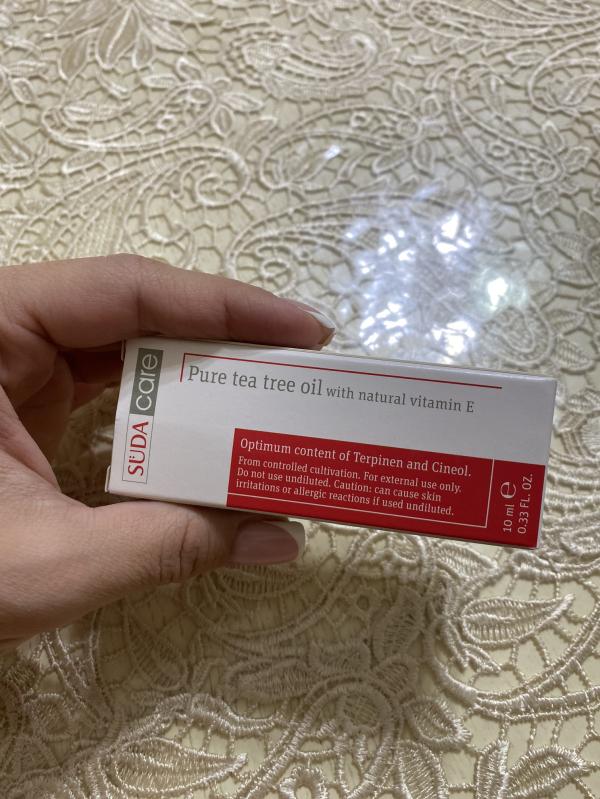 SÜDA care
Pure tea tree oil with natural vitamin E
Optimum content of Terpinen and Cineol.
From controlled cultivation. For external use only.
Do not use undiluted. Caution: can cause skin
irritations or allergic reactions if used undiluted.
10 ml ℮
0.33 FL. OZ.